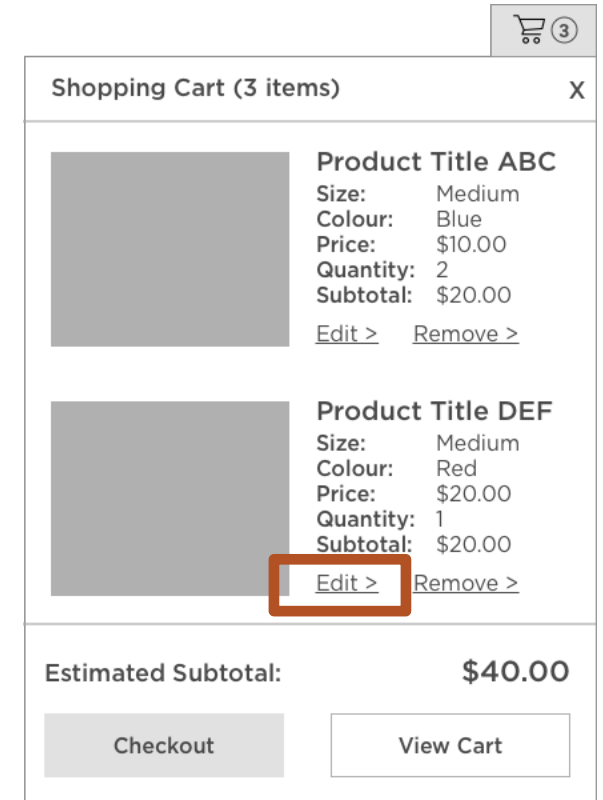 3
Shopping Cart (3 items) X
Product Title ABC
Size: Medium
Colour: Blue
Price: $10.00
Quantity: 2
Subtotal: $20.00
Edit > Remove >
Product Title DEF
Size: Medium
Colour: Red
Price: $20.00
Quantity: 1
Subtotal: $20.00
Edit > Remove >
Estimated Subtotal: $40.00
Checkout View Cart